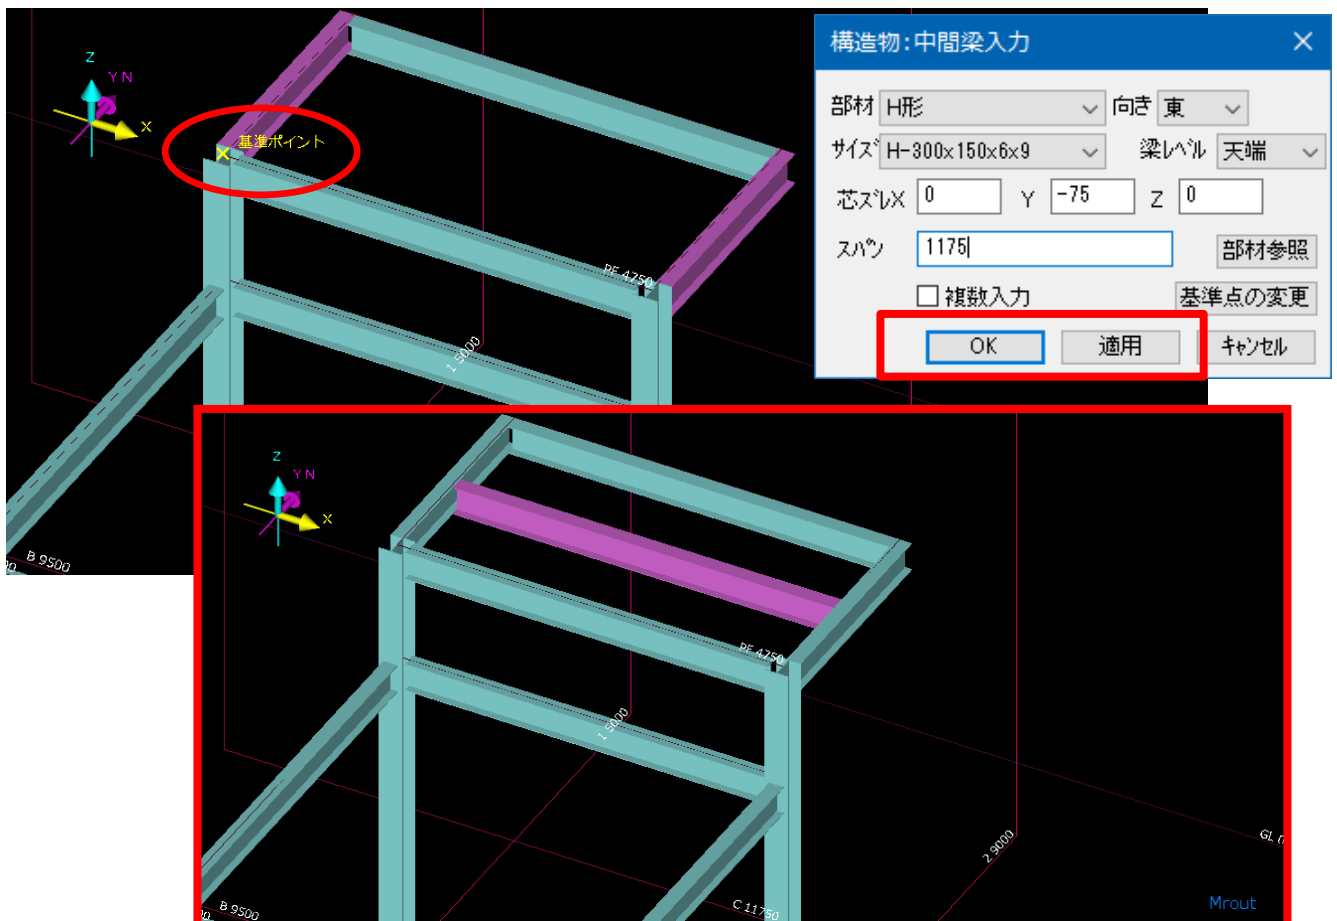 構造物:中間梁入力
部材 H形 向き 東
サイズ H-300x150x6x9 梁レベル 天端
芯ズレX 0 Y -75 Z 0
スパン 1175 部材参照
複数入力 基準点の変更
OK 適用 キャンセル
Z
Y N
X
基準ポイント
PF 4750
1 5000
B 9500
Z
Y N
X
PF 4750
1 5000
2 9000
GL
B 9500
C 11750
Mrout